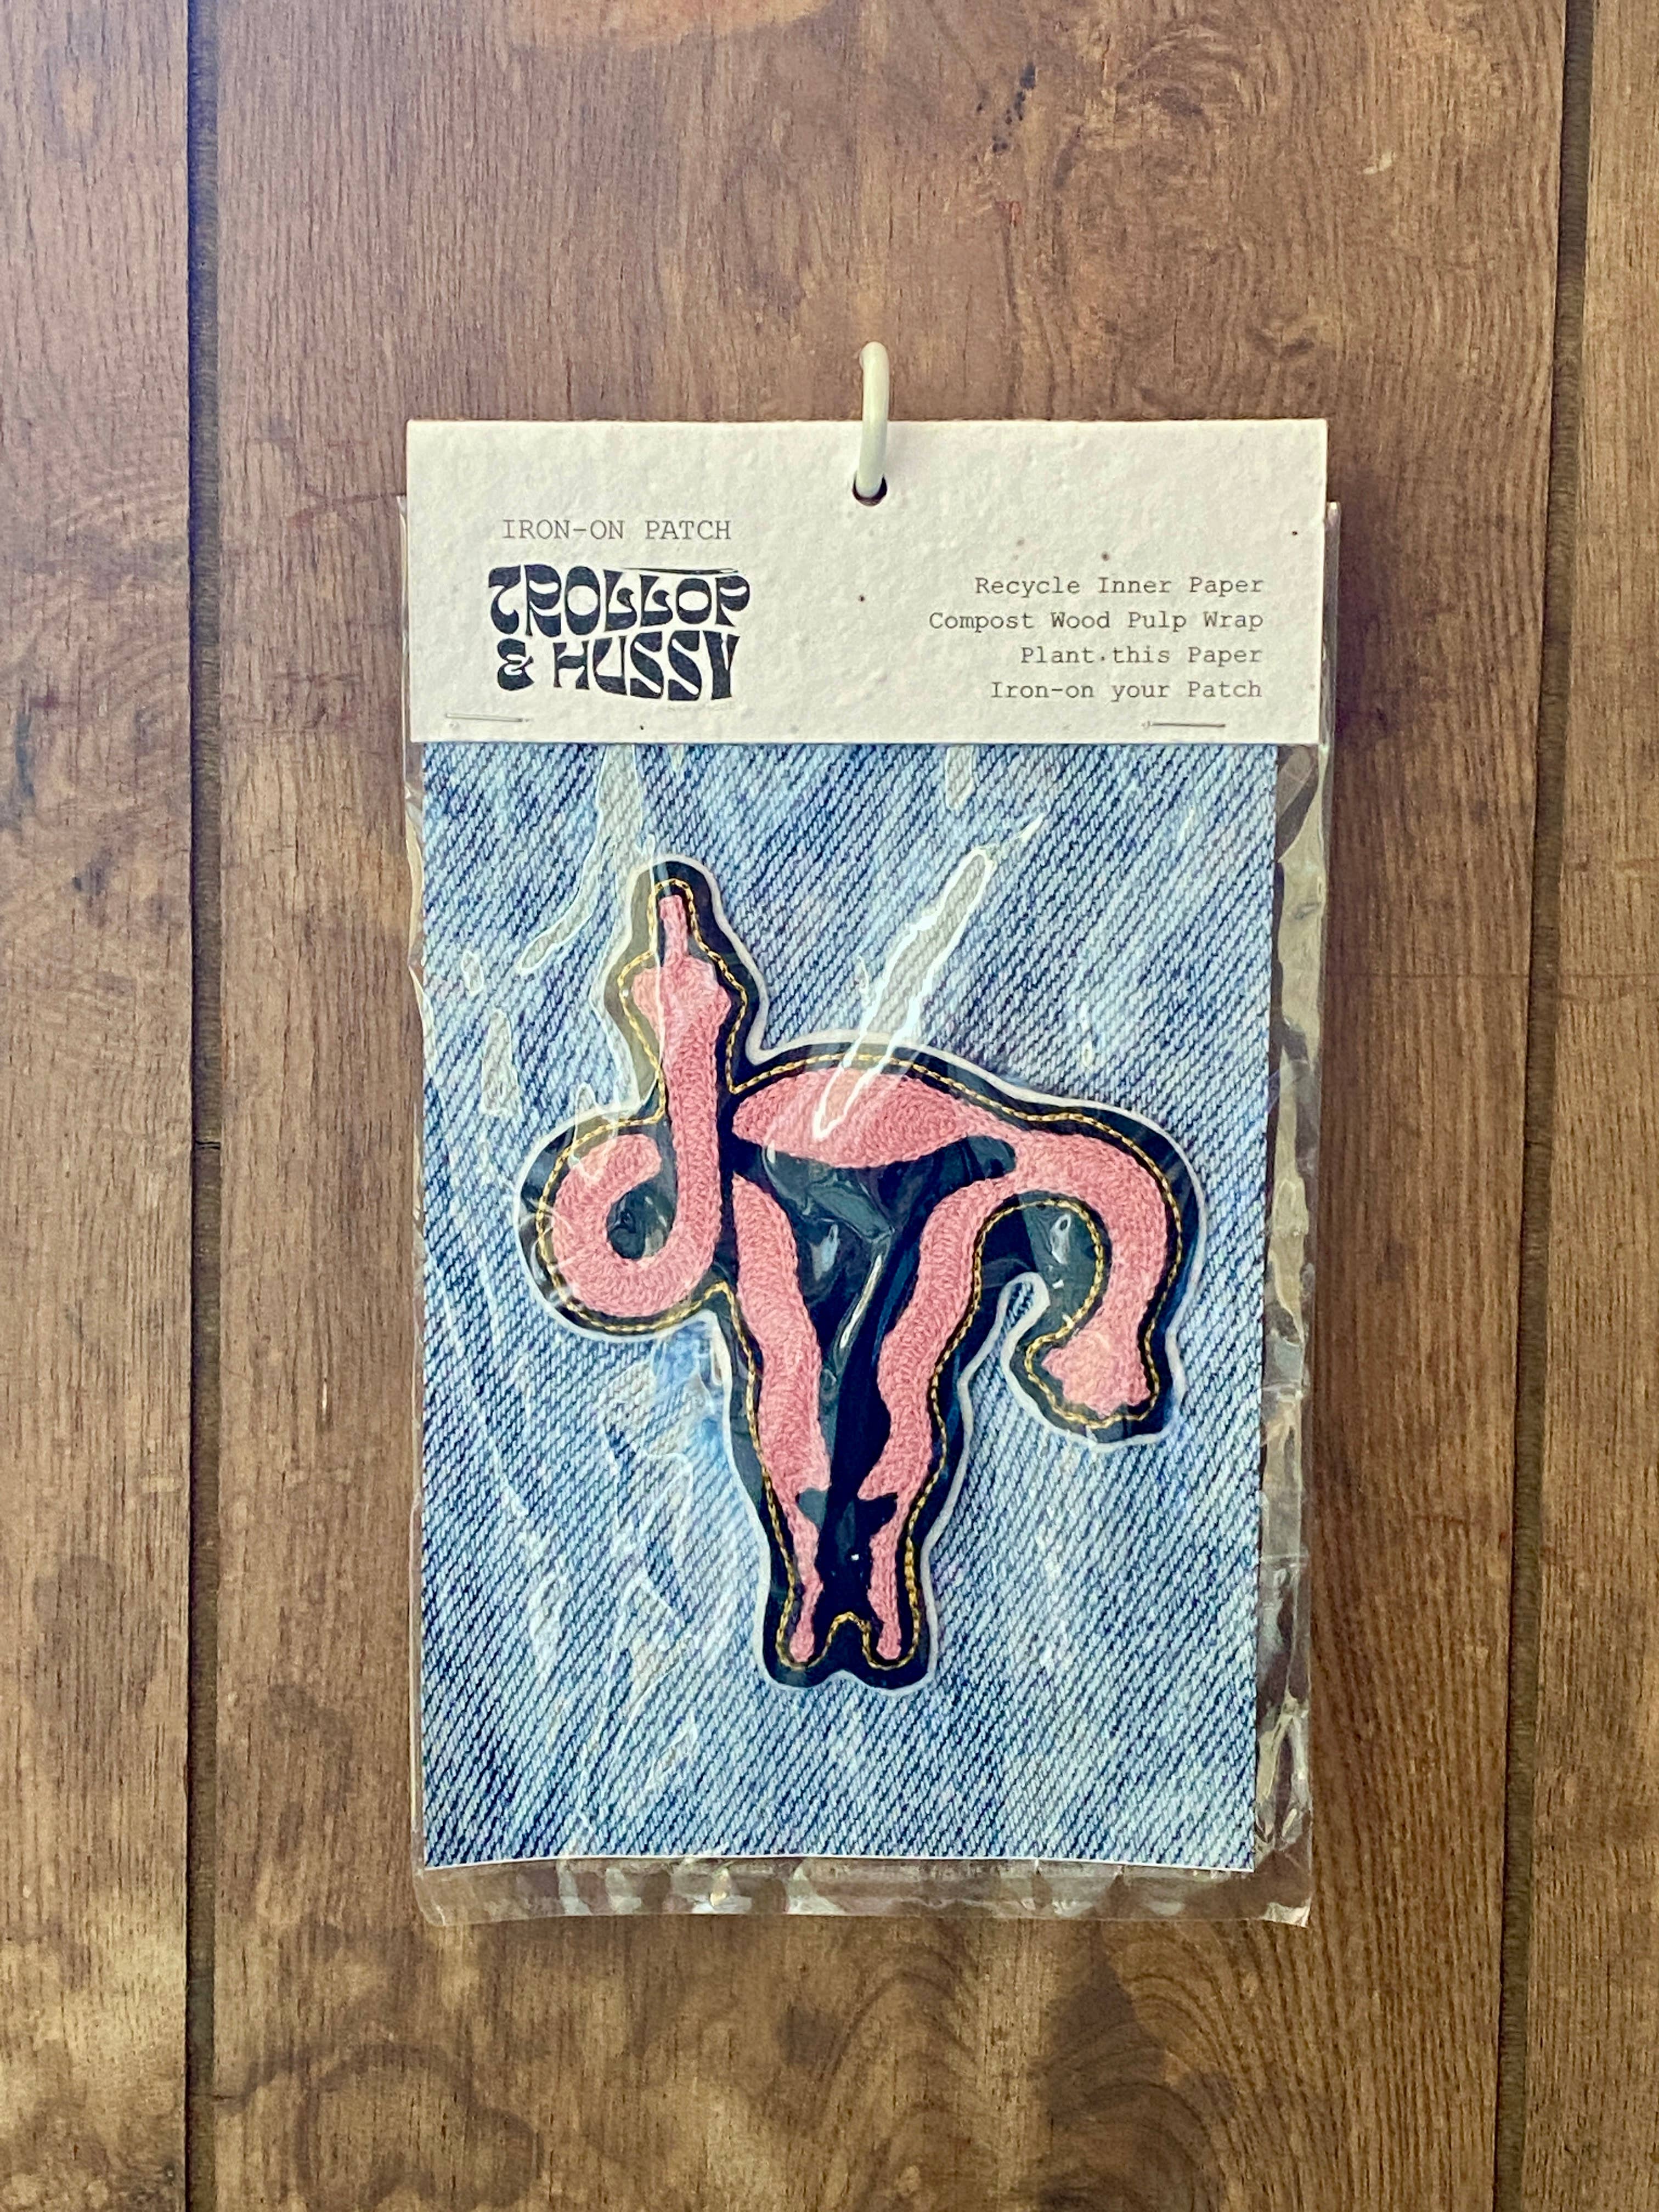 IRON-ON PATCH
TROLLOP
& HUSSY
Recycle Inner Paper
Compost Wood Pulp Wrap
Plant this Paper
Iron-on your Patch